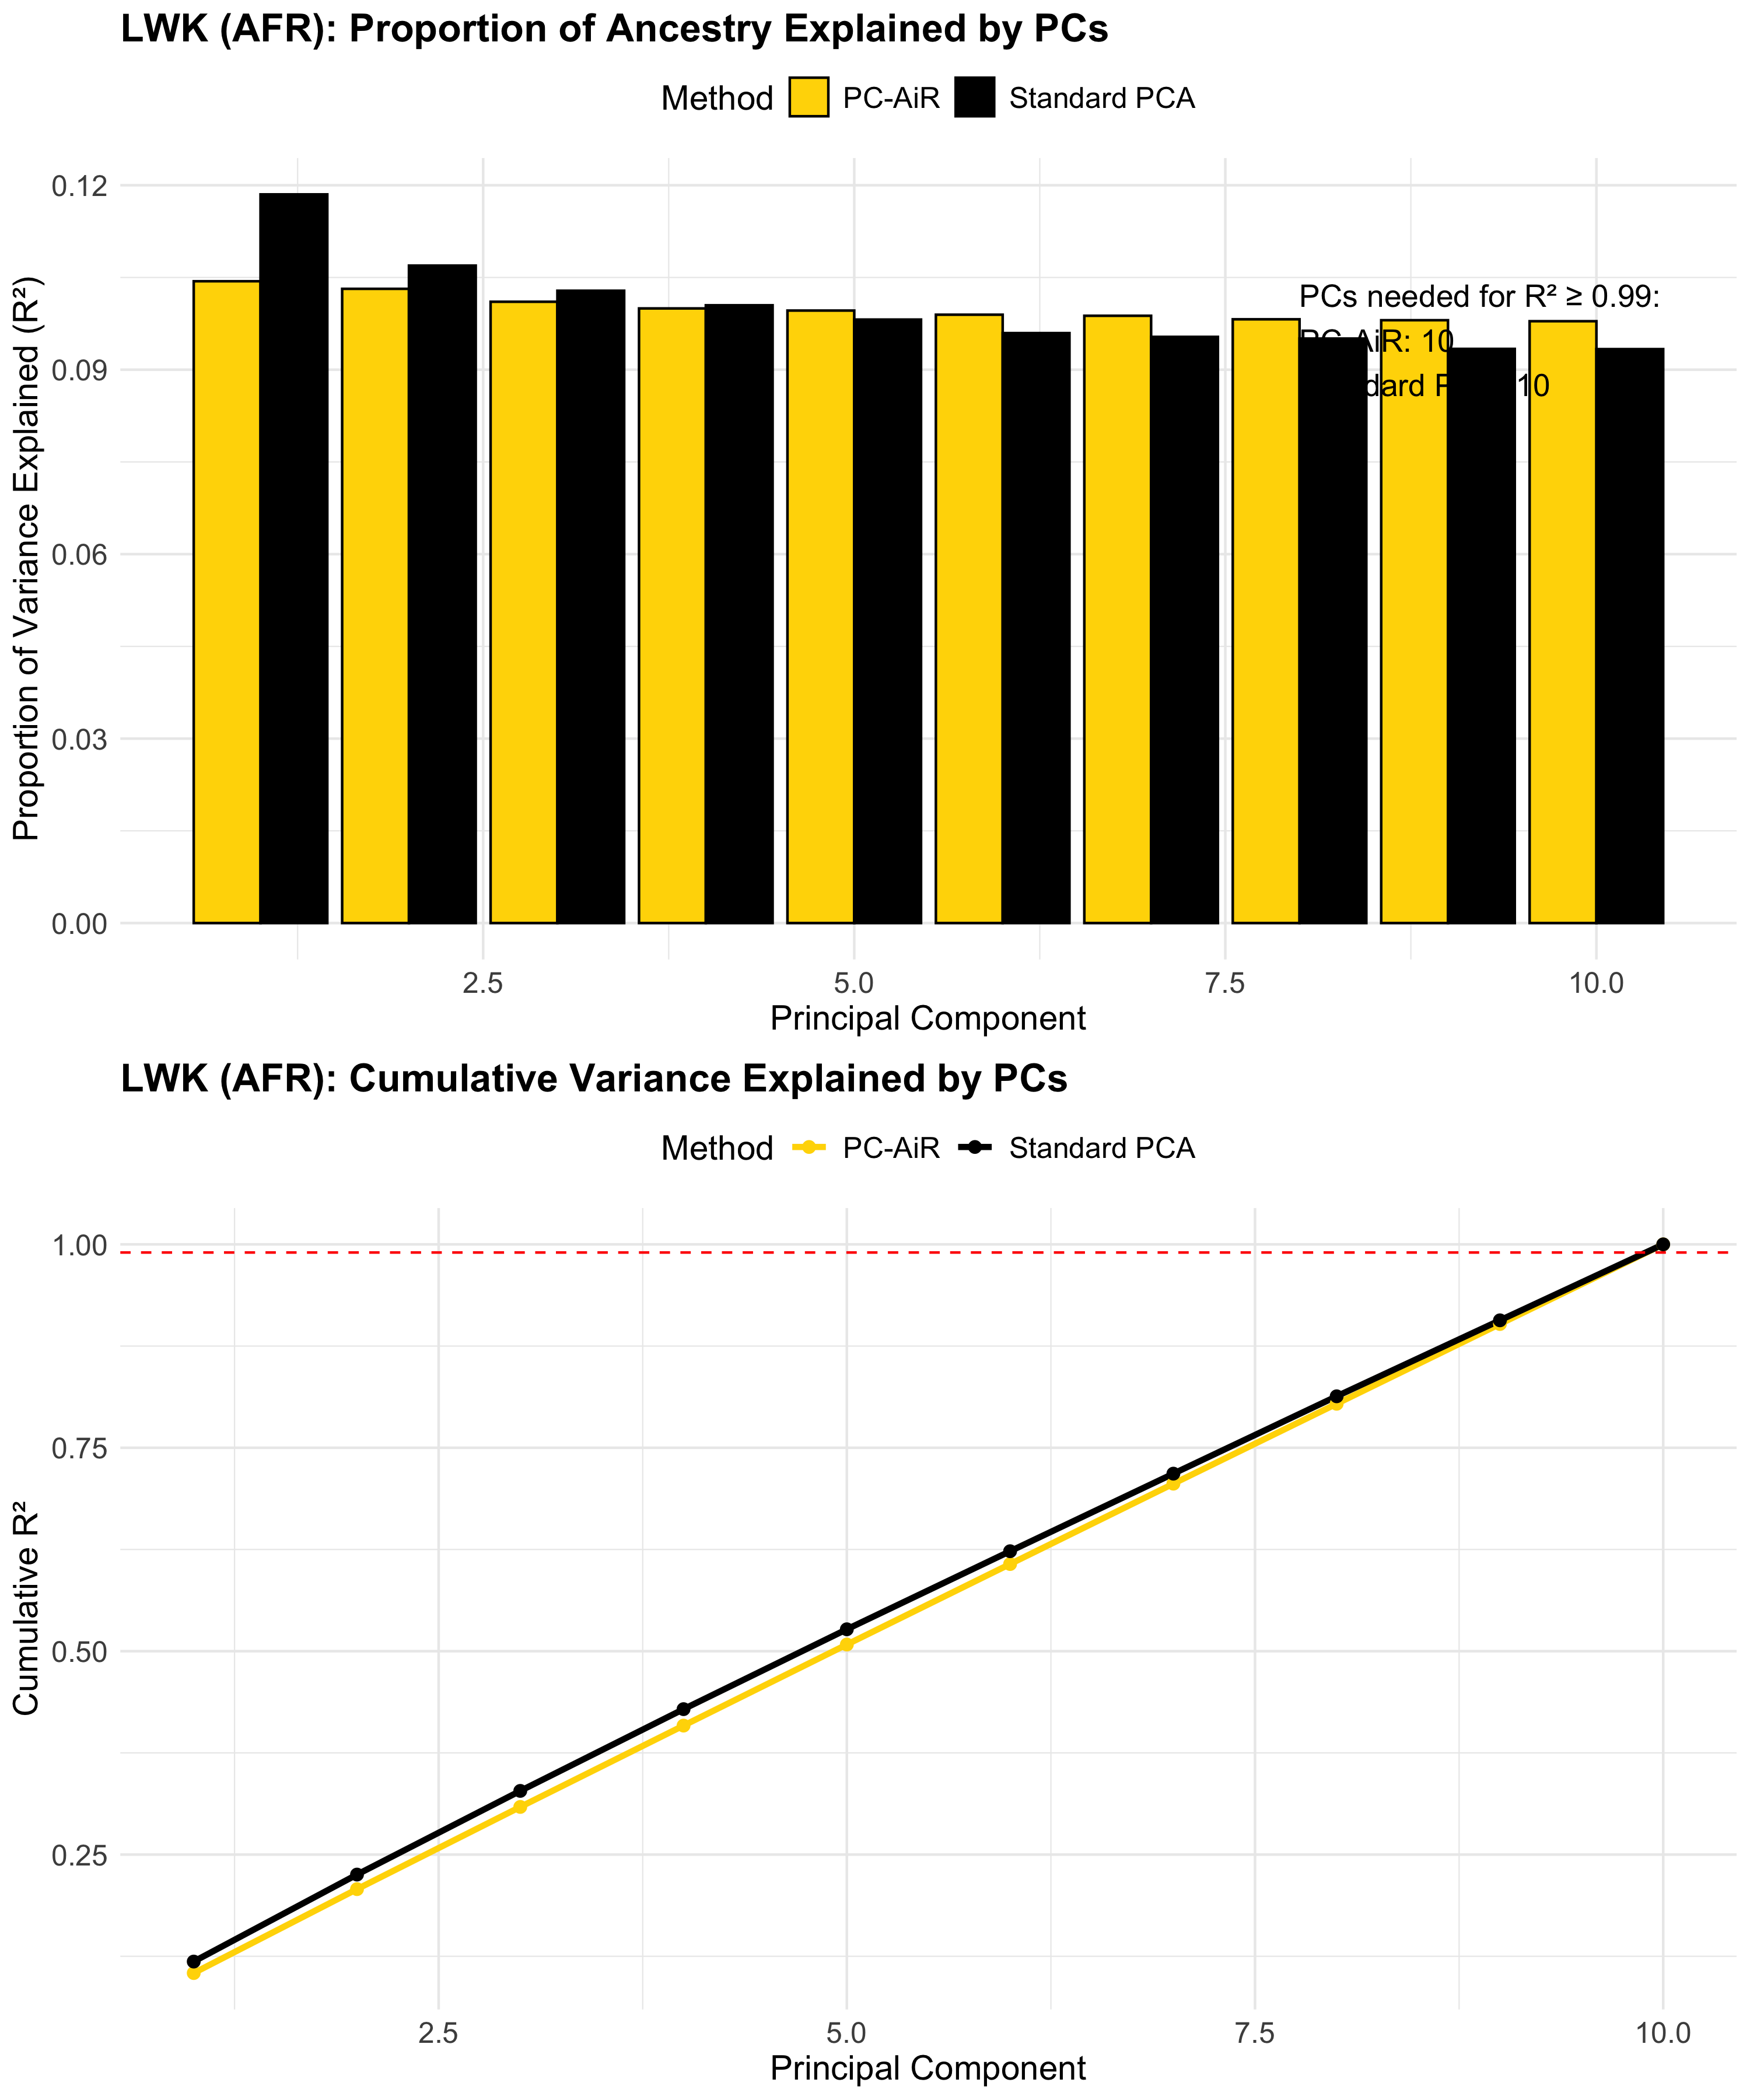 LWK (AFR): Proportion of Ancestry Explained by PCs
Method PC-AiR Standard PCA
Proportion of Variance Explained (R²)
0.12
0.09
0.06
0.03
0.00
PCs needed for R² ≥ 0.99:
PC-AiR: 10
10
2.5 5.0 7.5 10.0
Principal Component
LWK (AFR): Cumulative Variance Explained by PCs
Method PC-AiR Standard PCA
Cumulative R²
1.00
0.75
0.50
0.25
2.5 5.0 7.5 10.0
Principal Component